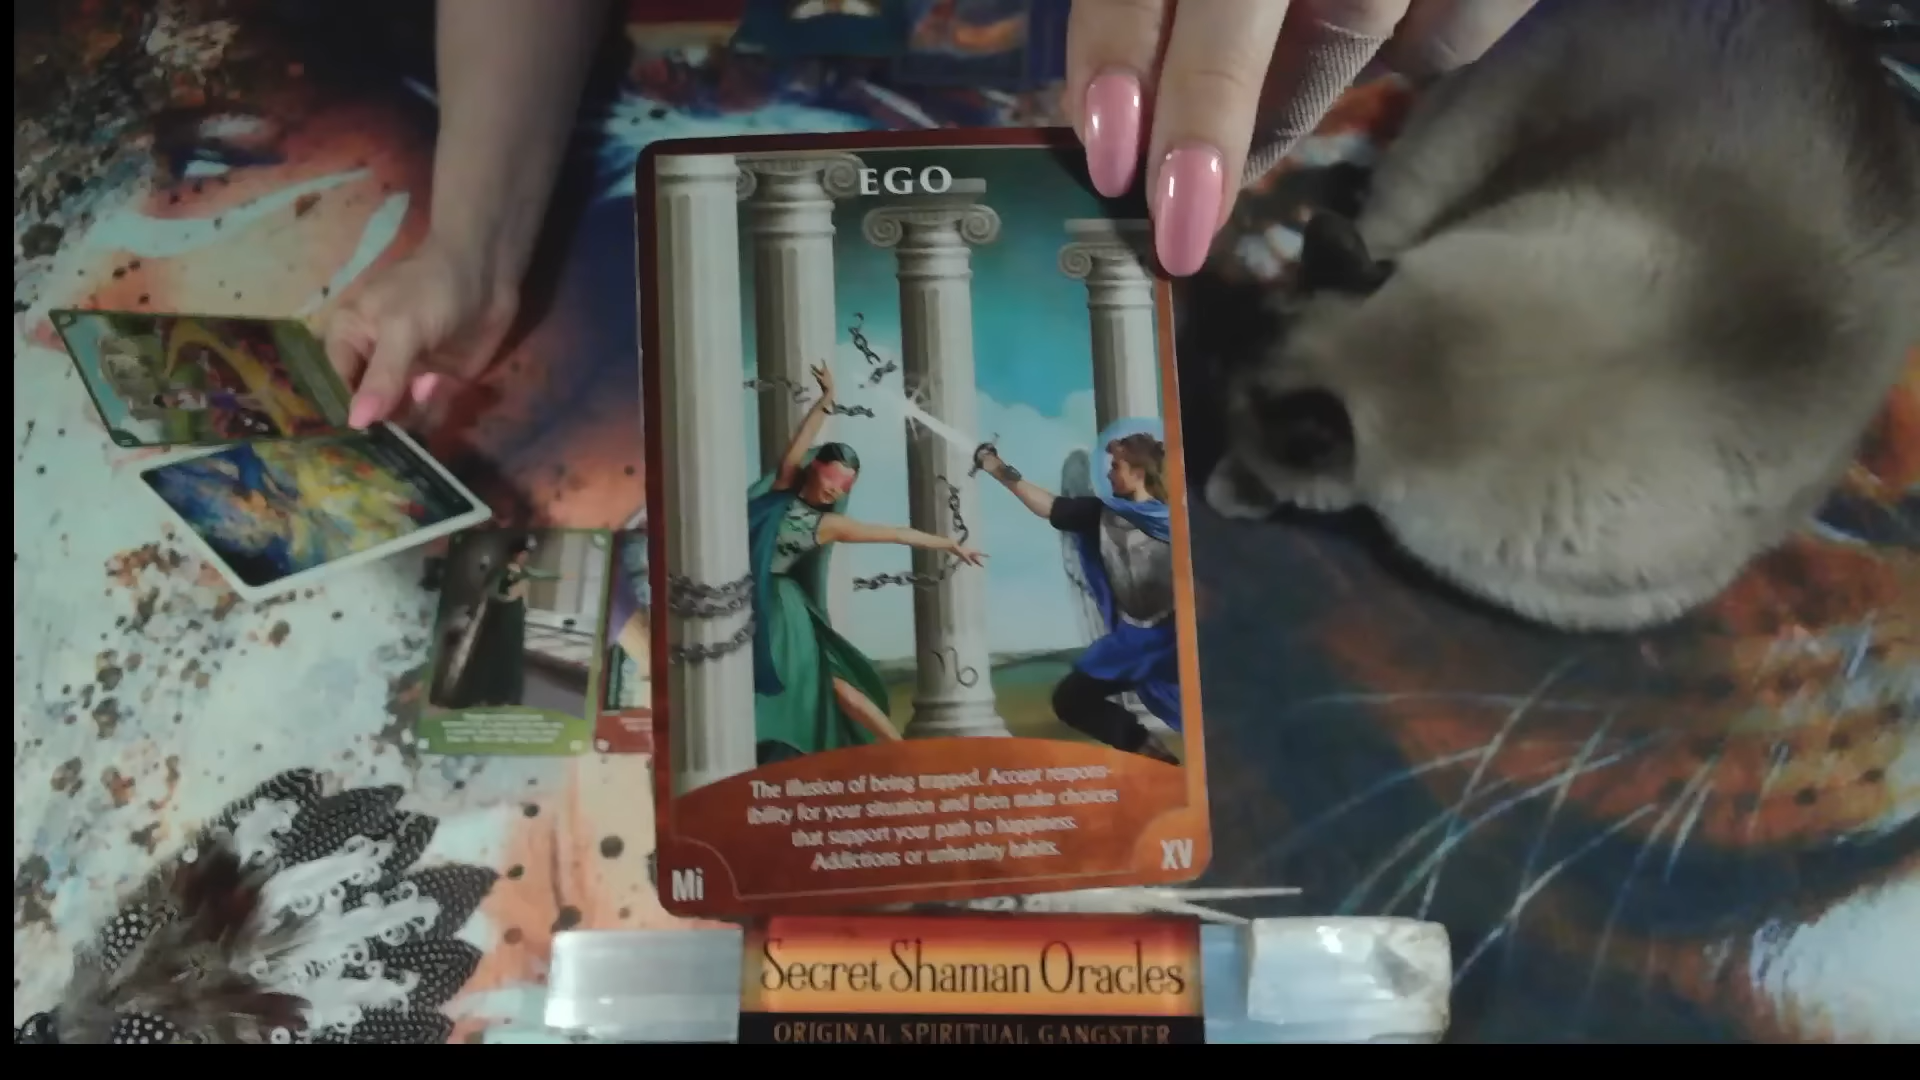 EGO
The illusion of being trapped. Accept respons-
ibility for your situation and then make choices
that support your path to happiness.
Addictions or unhealthy habits.
Mi
XV
Secret Shaman Oracles
ORIGINAL SPIRITUAL GANGSTER